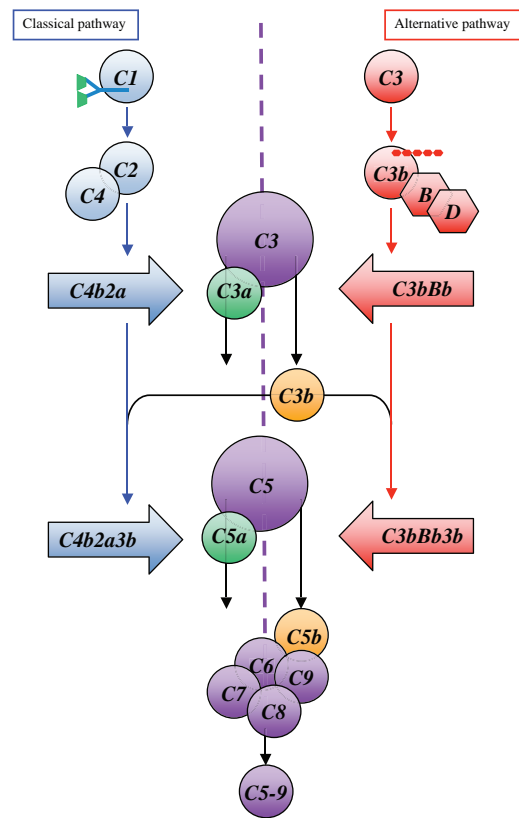 Classical pathway
Alternative pathway
C1
C3
C2
C4
C3b
B
D
C3
C4b2a
C3a
C3bBb
C3b
C5
C4b2a3b
C5a
C3bBb3b
C5b
C6
C9
C7
C8
C5-9